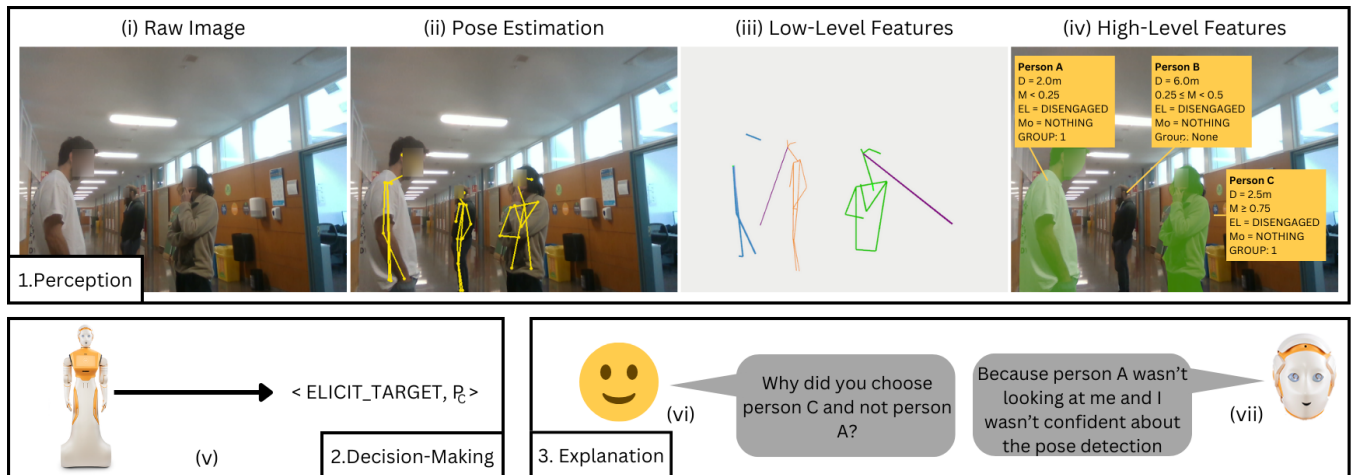 (i) Raw Image
(ii) Pose Estimation
(iii) Low-Level Features
(iv) High-Level Features
Person A
D = 2.0m
M < 0.25
EL = DISENGAGED
Mo = NOTHING
GROUP: 1
Person B
D = 6.0m
0.25 ≤ M < 0.5
EL = DISENGAGED
Mo = NOTHING
Group: None
Person C
D = 2.5m
M ≥ 0.75
EL = DISENGAGED
Mo = NOTHING
GROUP: 1
1.Perception
< ELICIT_TARGET, P_C >
(v)
2.Decision-Making
(vi)
Why did you choose
person C and not person
A?
Because person A wasn't
looking at me and I
wasn't confident about
the pose detection
(vii)
3. Explanation